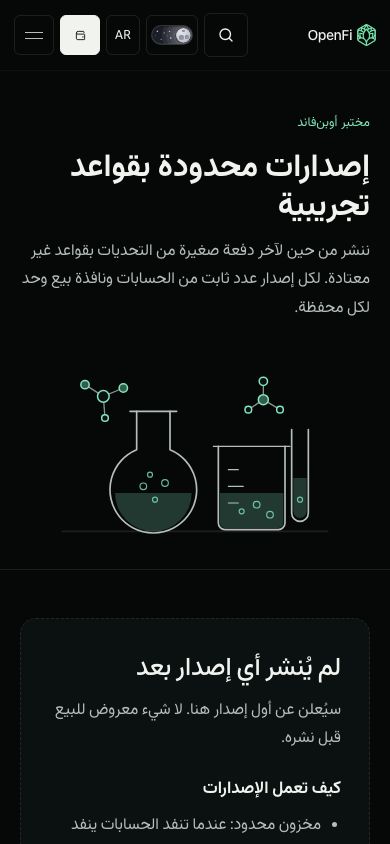 OpenFi
AR
مختبر أوبن‌فاند
إصدارات محدودة بقواعد
تجريبية
ننشر من حين لآخر دفعة صغيرة من التحديات بقواعد غير
معتادة. لكل إصدار عدد ثابت من الحسابات ونافذة بيع وحد
لكل محفظة.
لم يُنشر أي إصدار بعد
سيُعلن عن أول إصدار هنا. لا شيء معروض للبيع
قبل نشره.
كيف تعمل الإصدارات
• مخزون محدود: عندما تنفد الحسابات ينفد